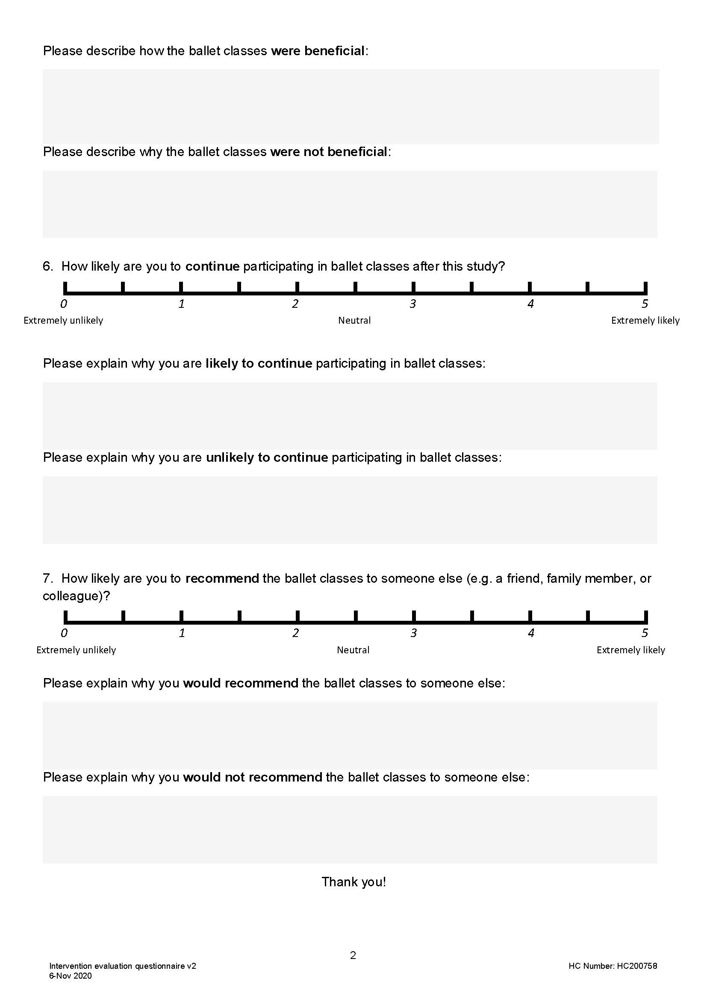 Please describe how the ballet classes were beneficial:
Please describe why the ballet classes were not beneficial:
6. How likely are you to continue participating in ballet classes after this study?
0 1 2 3 4 5
Extremely unlikely Neutral Extremely likely
Please explain why you are likely to continue participating in ballet classes:
Please explain why you are unlikely to continue participating in ballet classes:
7. How likely are you to recommend the ballet classes to someone else (e.g. a friend, family member, or
colleague)?
0 1 2 3 4 5
Extremely unlikely Neutral Extremely likely
Please explain why you would recommend the ballet classes to someone else:
Please explain why you would not recommend the ballet classes to someone else:
Thank you!
2
Intervention evaluation questionnaire v2 HC Number: HC200758
6-Nov 2020